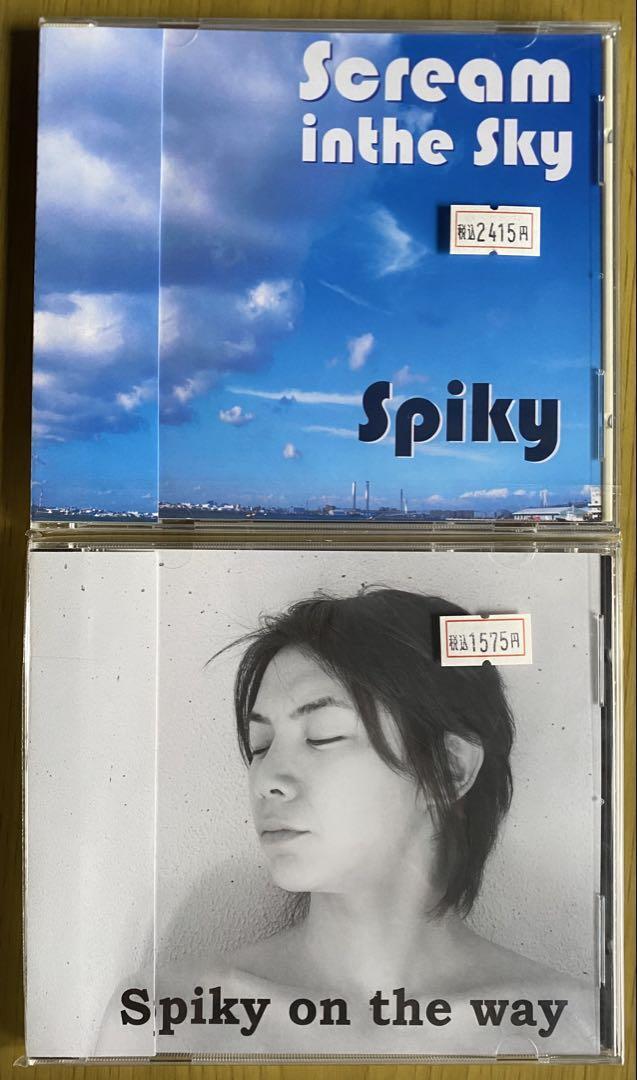 Scream
inthe Sky
税込2415円
Spiky
税込1575円
Spiky on the way